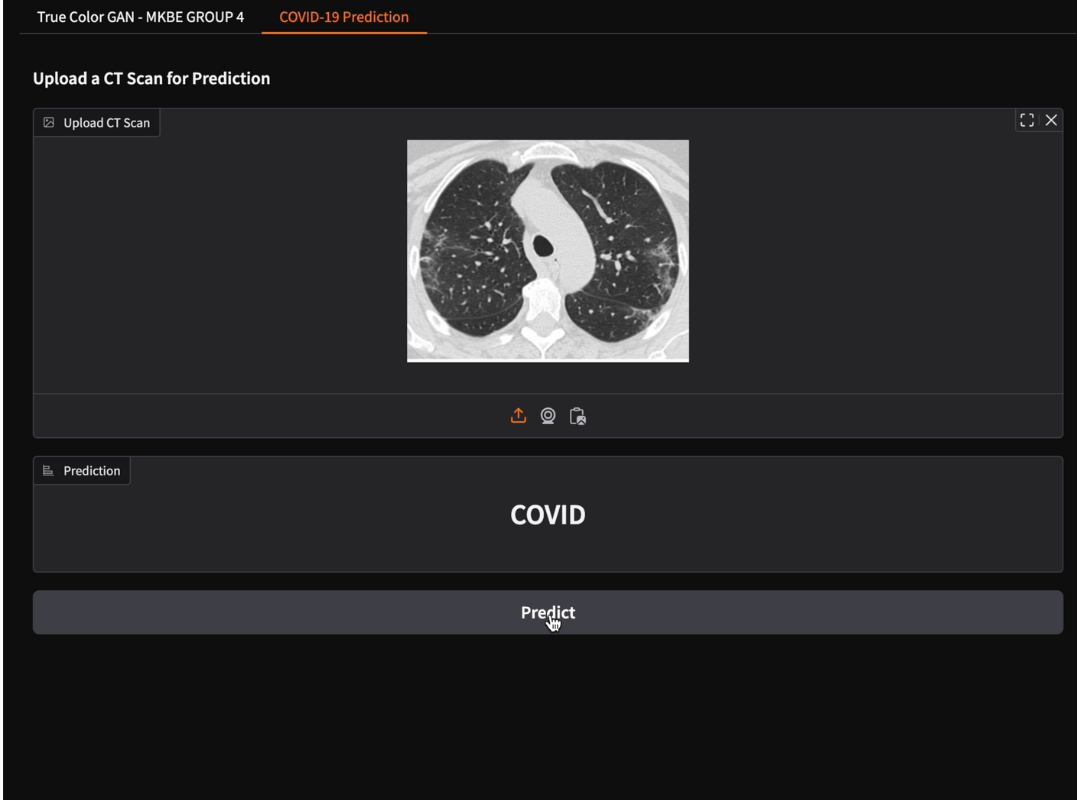 True Color GAN - MKBE GROUP 4
COVID-19 Prediction
Upload a CT Scan for Prediction
Upload CT Scan
Prediction
COVID
Predict